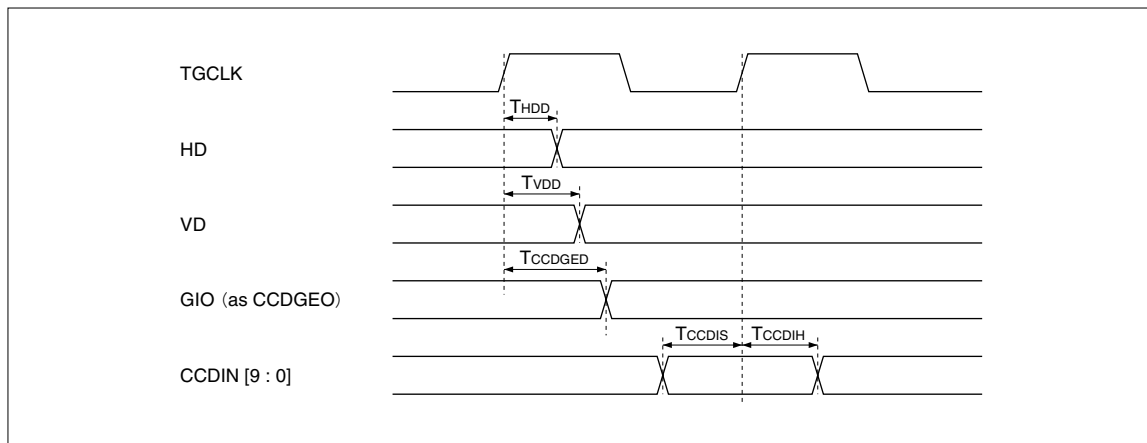 TGCLK
THDD
HD
TVDD
VD
TCCDGED
GIO (as CCDGEO)
TCCDIS
TCCDIH
CCDIN [9 : 0]